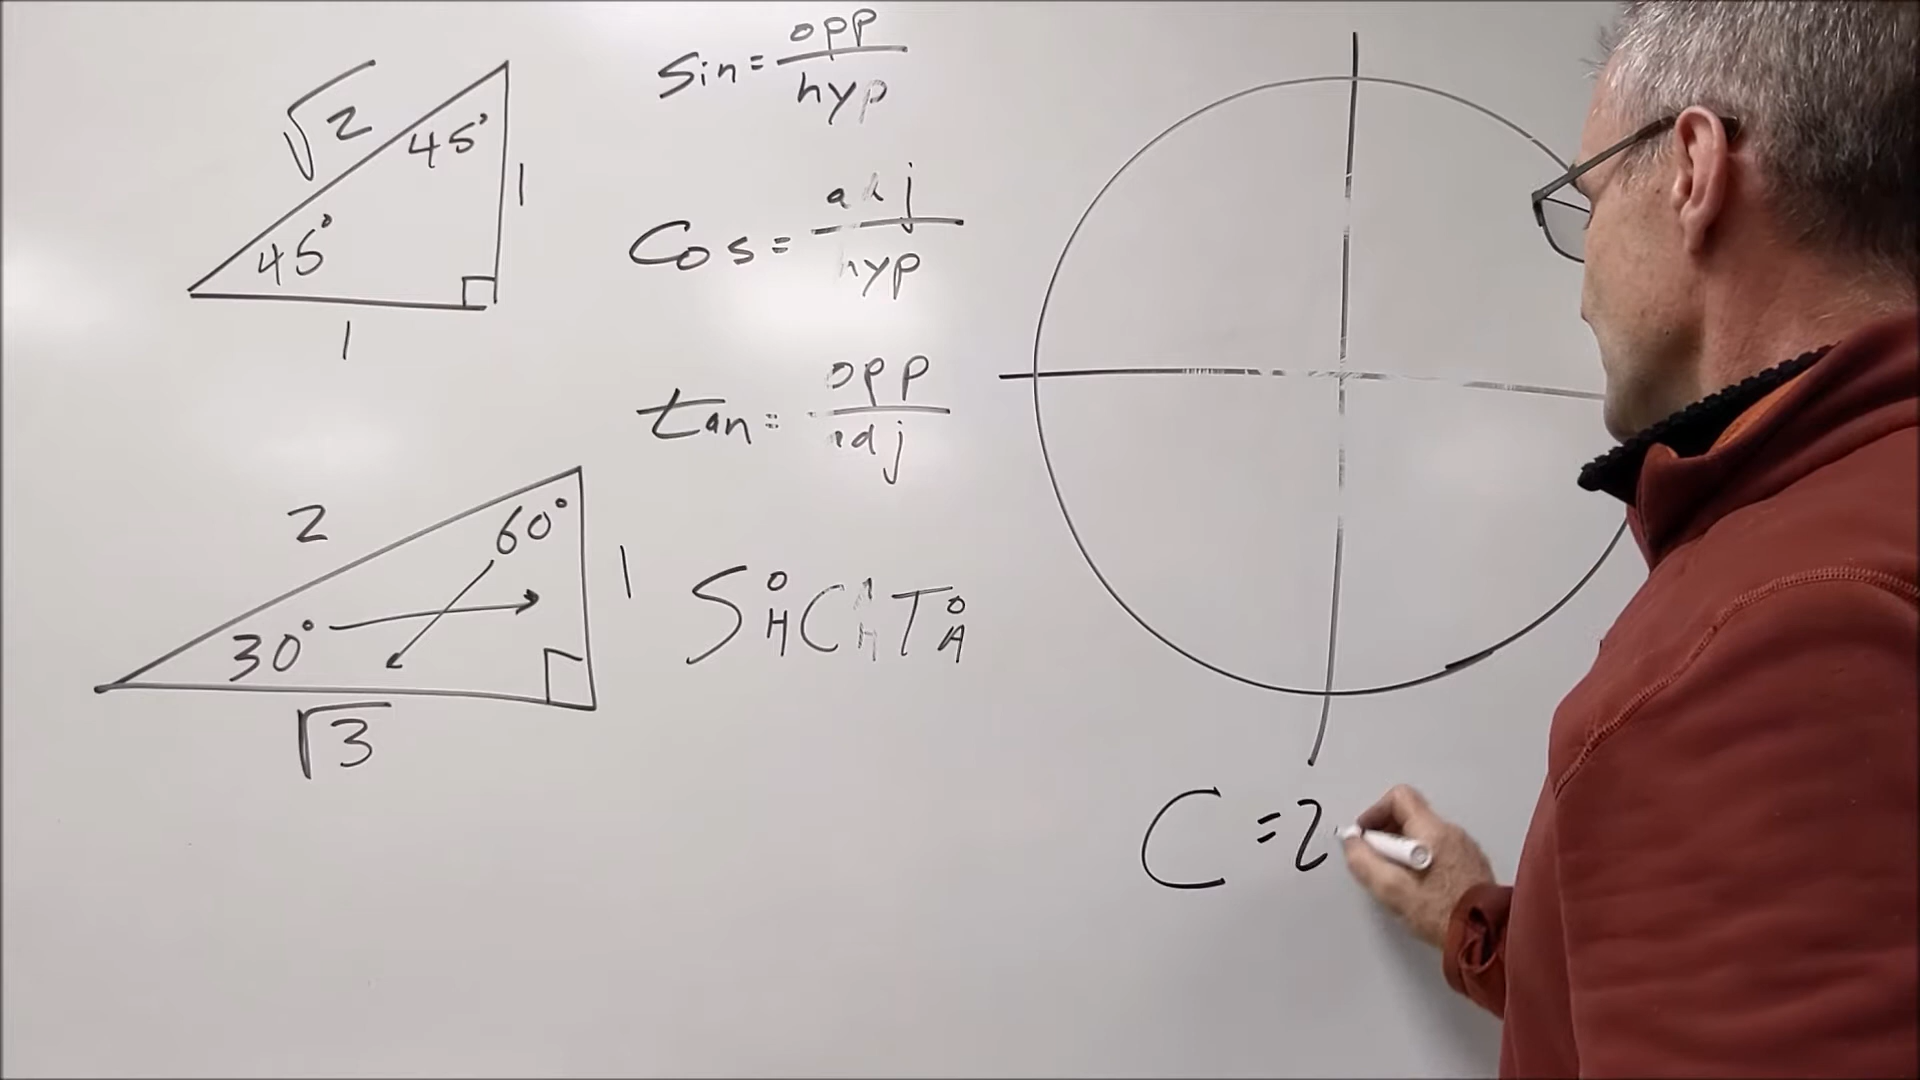 √2
45°
45°
1
1
2
60°
30°
1
√3
sin = opp/hyp
Cos = adj/hyp
tan = opp/adj
S O/H C A/H T O/A
C = 2